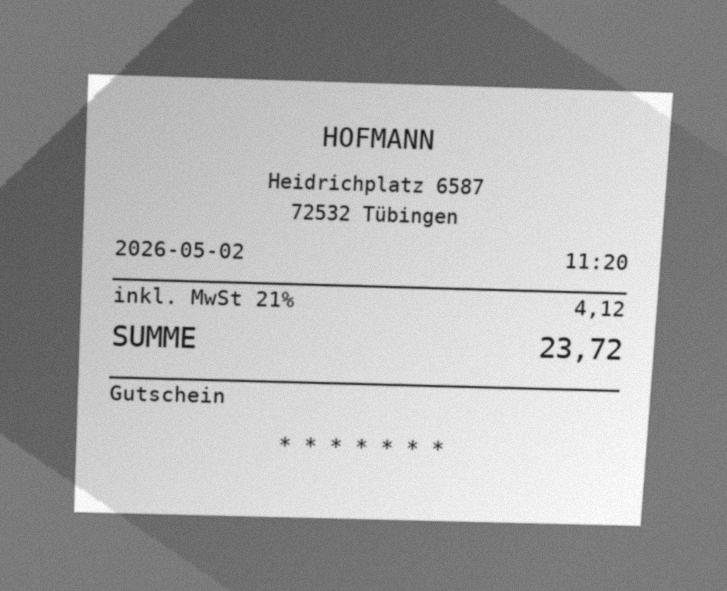 HOFMANN
Heidrichplatz 6587
72532 Tübingen
2026-05-02 11:20
inkl. MwSt 21% 4,12
SUMME 23,72
Gutschein
* * * * * * *